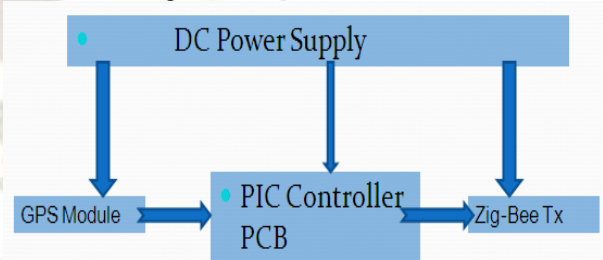 DC Power Supply
GPS Module
PIC Controller
PCB
Zig-Bee Tx